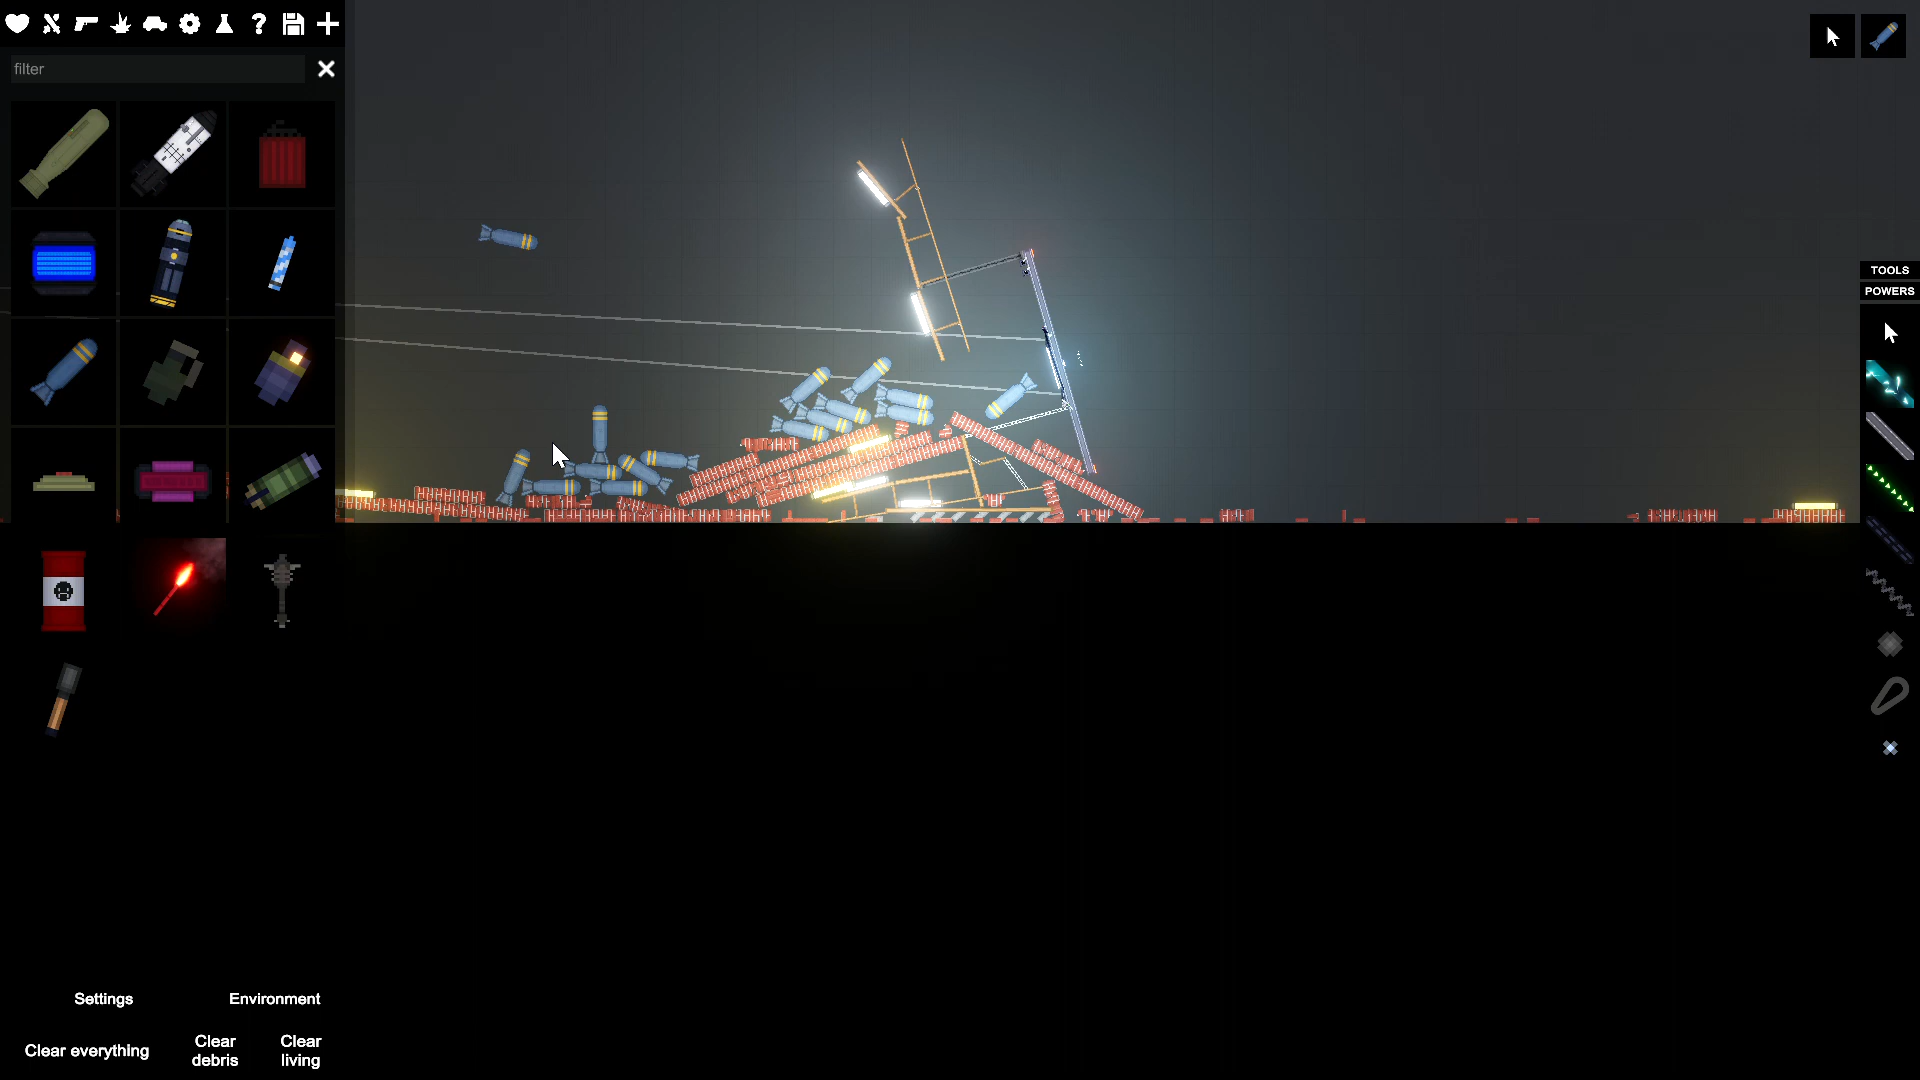 filter
TOOLS
POWERS
Settings
Environment
Clear everything
Clear
debris
Clear
living